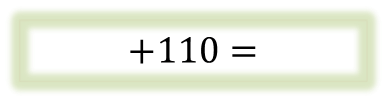 +110 =